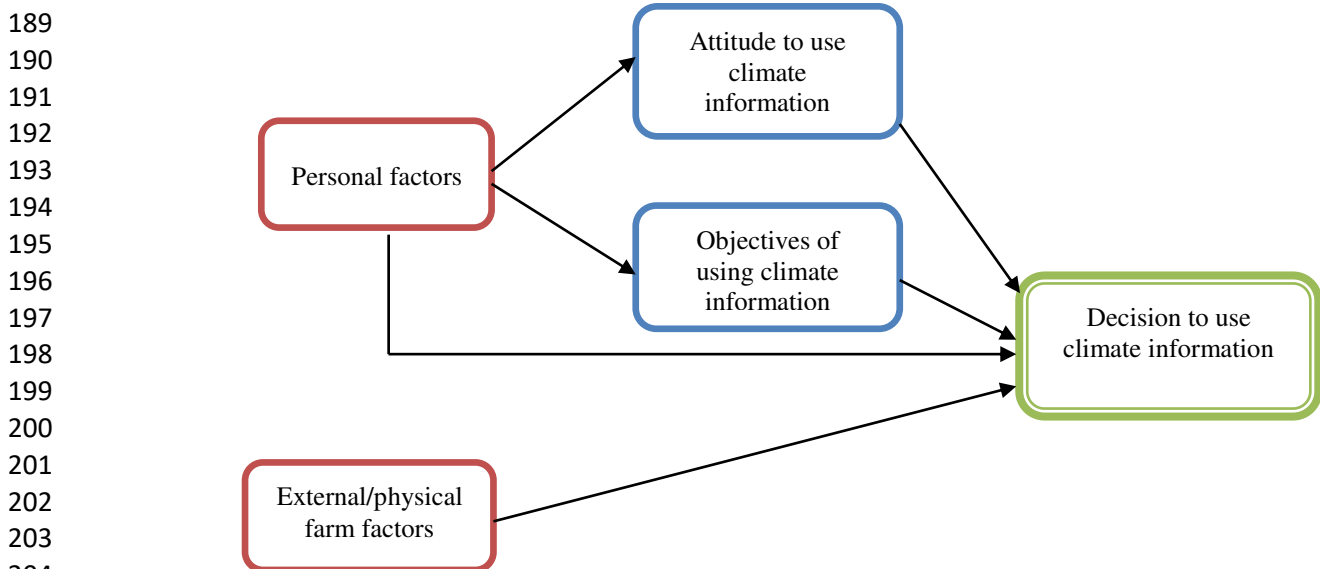 189
190
191
192
193
194
195
196
197
198
199
200
201
202
203
Attitude to use
climate
information
Personal factors
Objectives of
using climate
information
Decision to use
climate information
External/physical
farm factors